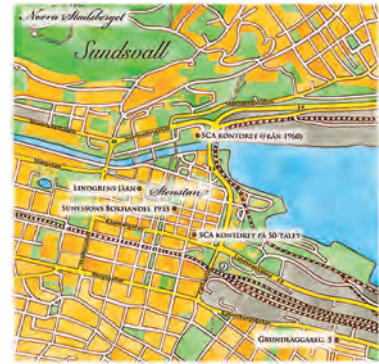 Norra Stadsberget
Sundsvall
SCA kontoret (från 1960)
Lindgrens Järn
Stenstan
Sunessons Bokhandel 1955
SCA kontoret på 50-talet
Grundläggareg. 5